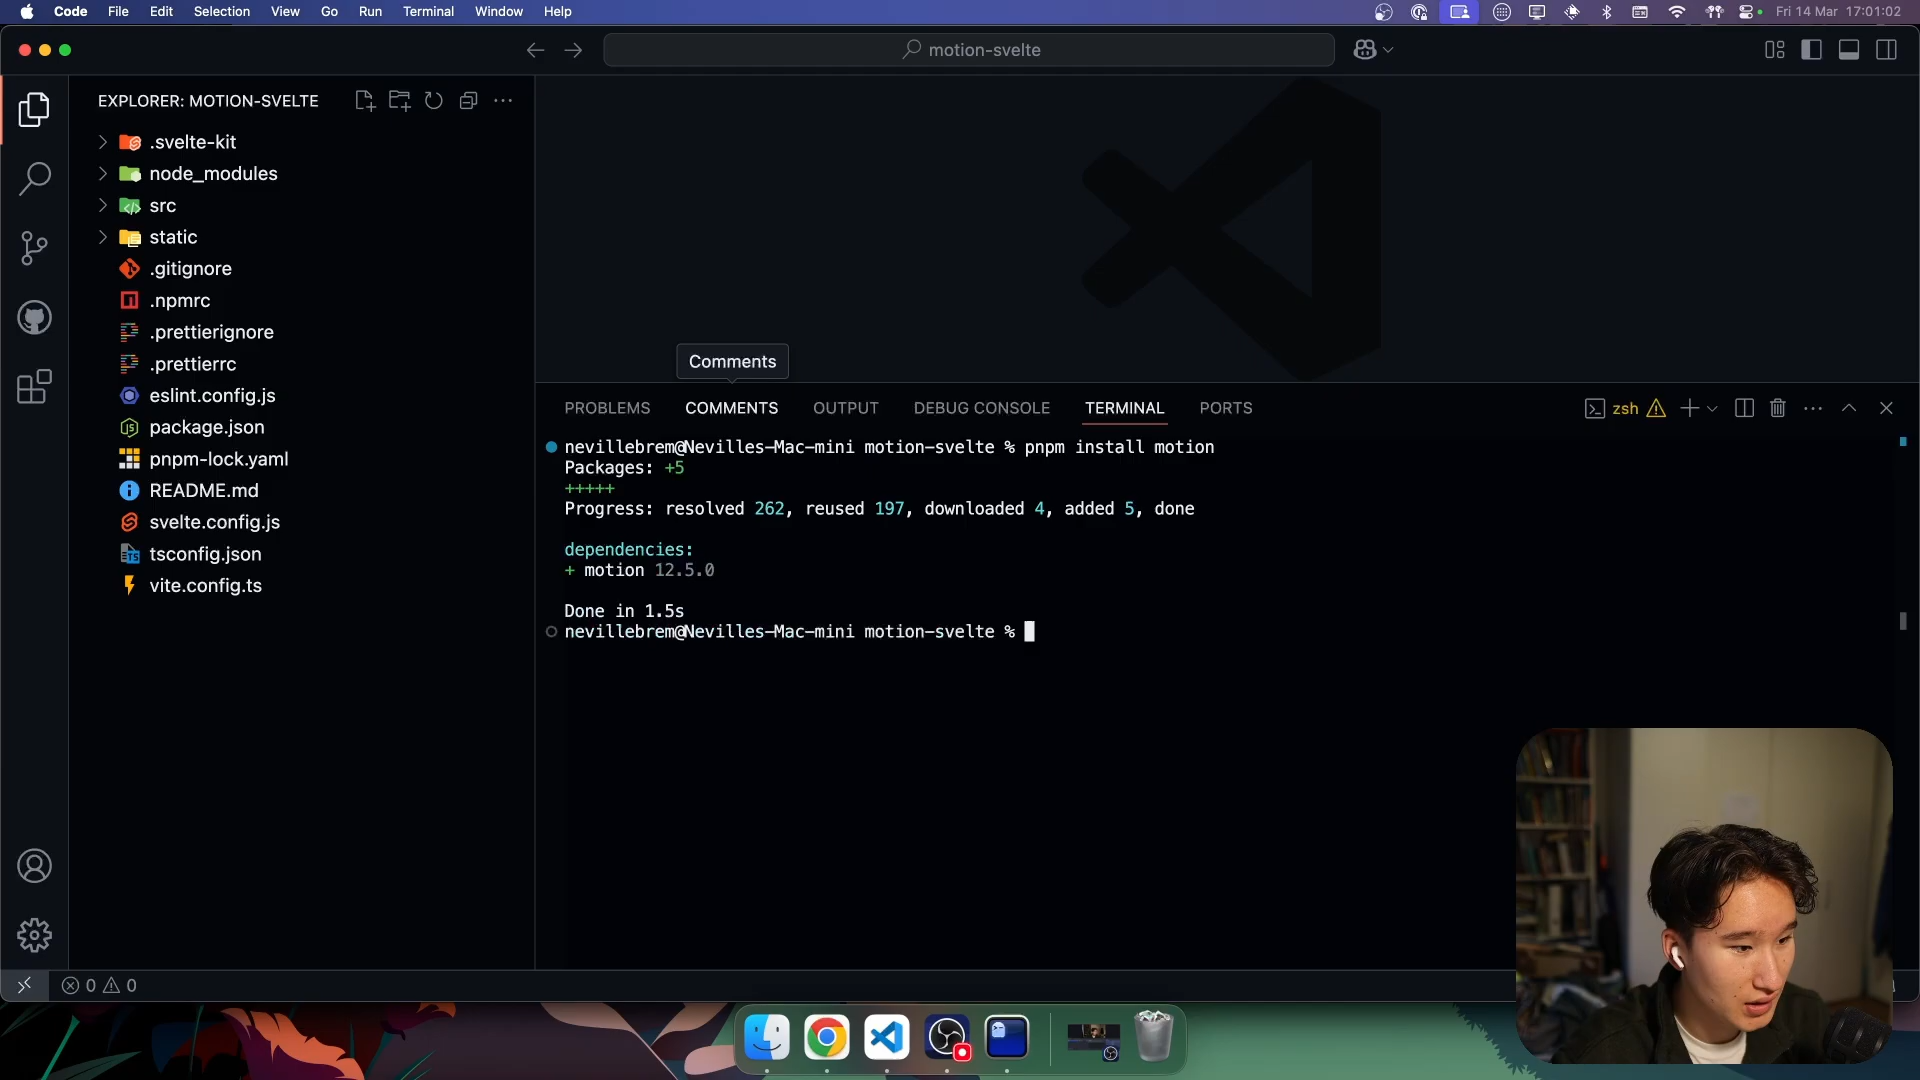 Code File Edit Selection View Go Run Terminal Window Help Fri 14 Mar 17:01:02
motion-svelte
EXPLORER: MOTION-SVELTE
.svelte-kit
node_modules
src
static
.gitignore
.npmrc
.prettierignore
.prettierrc
eslint.config.js
package.json
pnpm-lock.yaml
README.md
svelte.config.js
tsconfig.json
vite.config.ts
Comments
PROBLEMS COMMENTS OUTPUT DEBUG CONSOLE TERMINAL PORTS zsh
nevillebrem@Nevilles-Mac-mini motion-svelte % pnpm install motion
Packages: +5
+++++
Progress: resolved 262, reused 197, downloaded 4, added 5, done
dependencies:
+ motion 12.5.0
Done in 1.5s
nevillebrem@Nevilles-Mac-mini motion-svelte %
0 0